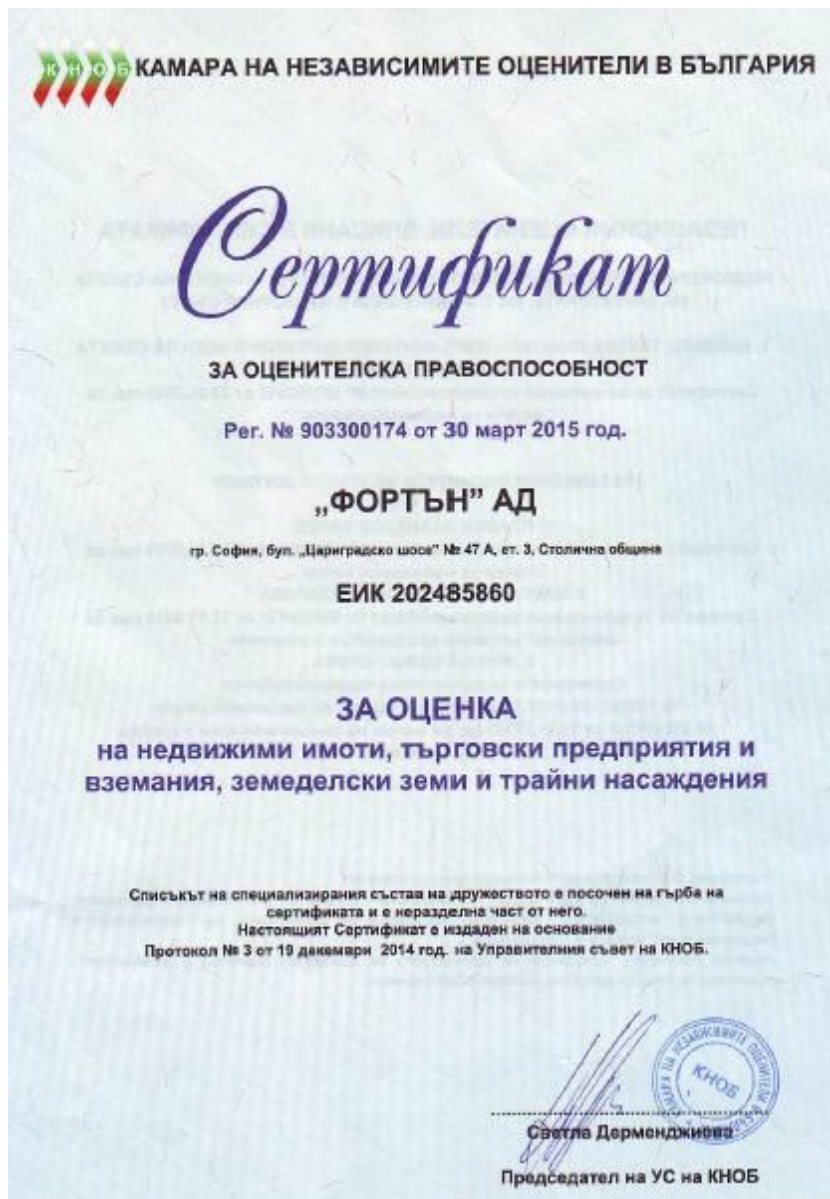 КНОБ КАМАРА НА НЕЗАВИСИМИТЕ ОЦЕНИТЕЛИ В БЪЛГАРИЯ
Сертификат
ЗА ОЦЕНИТЕЛСКА ПРАВОСПОСОБНОСТ
Рег. № 903300174 от 30 март 2015 год.
„ФОРТЪН” АД
гр. София, бул. „Цариградско шосе” № 47 А, ет. 3, Столична община
ЕИК 202485860
ЗА ОЦЕНКА
на недвижими имоти, търговски предприятия и
вземания, земеделски земи и трайни насаждения
Списъкът на специализирания състав на дружеството е посочен на гърба на
сертификата и е неразделна част от него.
Настоящият Сертификат е издаден на основание
Протокол № 3 от 19 декември 2014 год. на Управителния съвет на КНОБ.
КНОБ
Светла Дерменджиева
Председател на УС на КНОБ